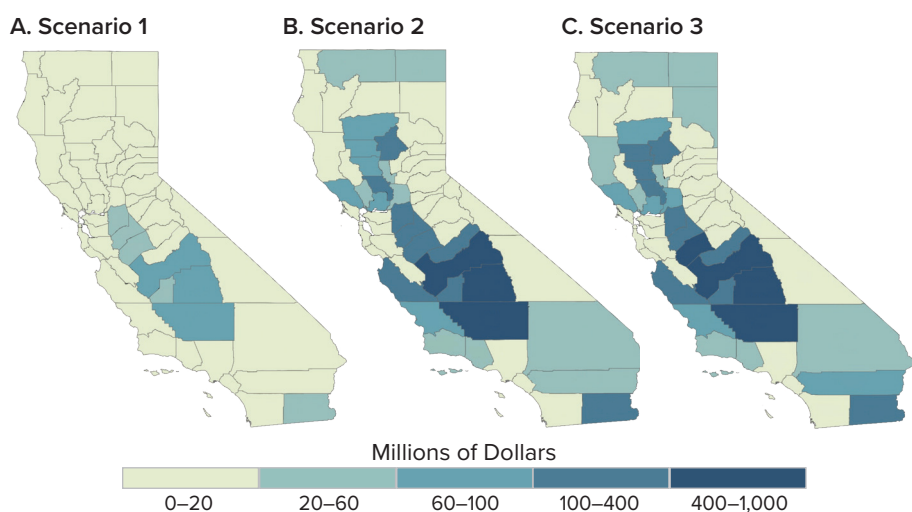 A. Scenario 1
B. Scenario 2
C. Scenario 3
Millions of Dollars
0–20
20–60
60–100
100–400
400–1,000